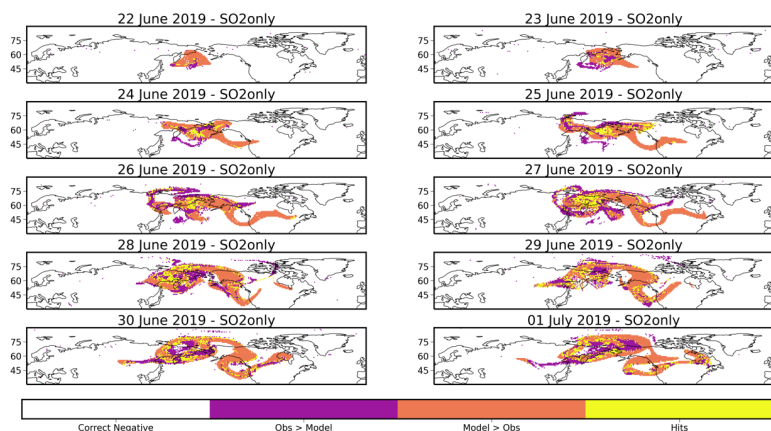 22 June 2019 - SO2only
23 June 2019 - SO2only
75
60
45
75
60
45
24 June 2019 - SO2only
25 June 2019 - SO2only
75
60
45
75
60
45
26 June 2019 - SO2only
27 June 2019 - SO2only
75
60
45
75
60
45
28 June 2019 - SO2only
29 June 2019 - SO2only
75
60
45
75
60
45
30 June 2019 - SO2only
01 July 2019 - SO2only
75
60
45
75
60
45
Correct Negative
Obs > Model
Model > Obs
Hits